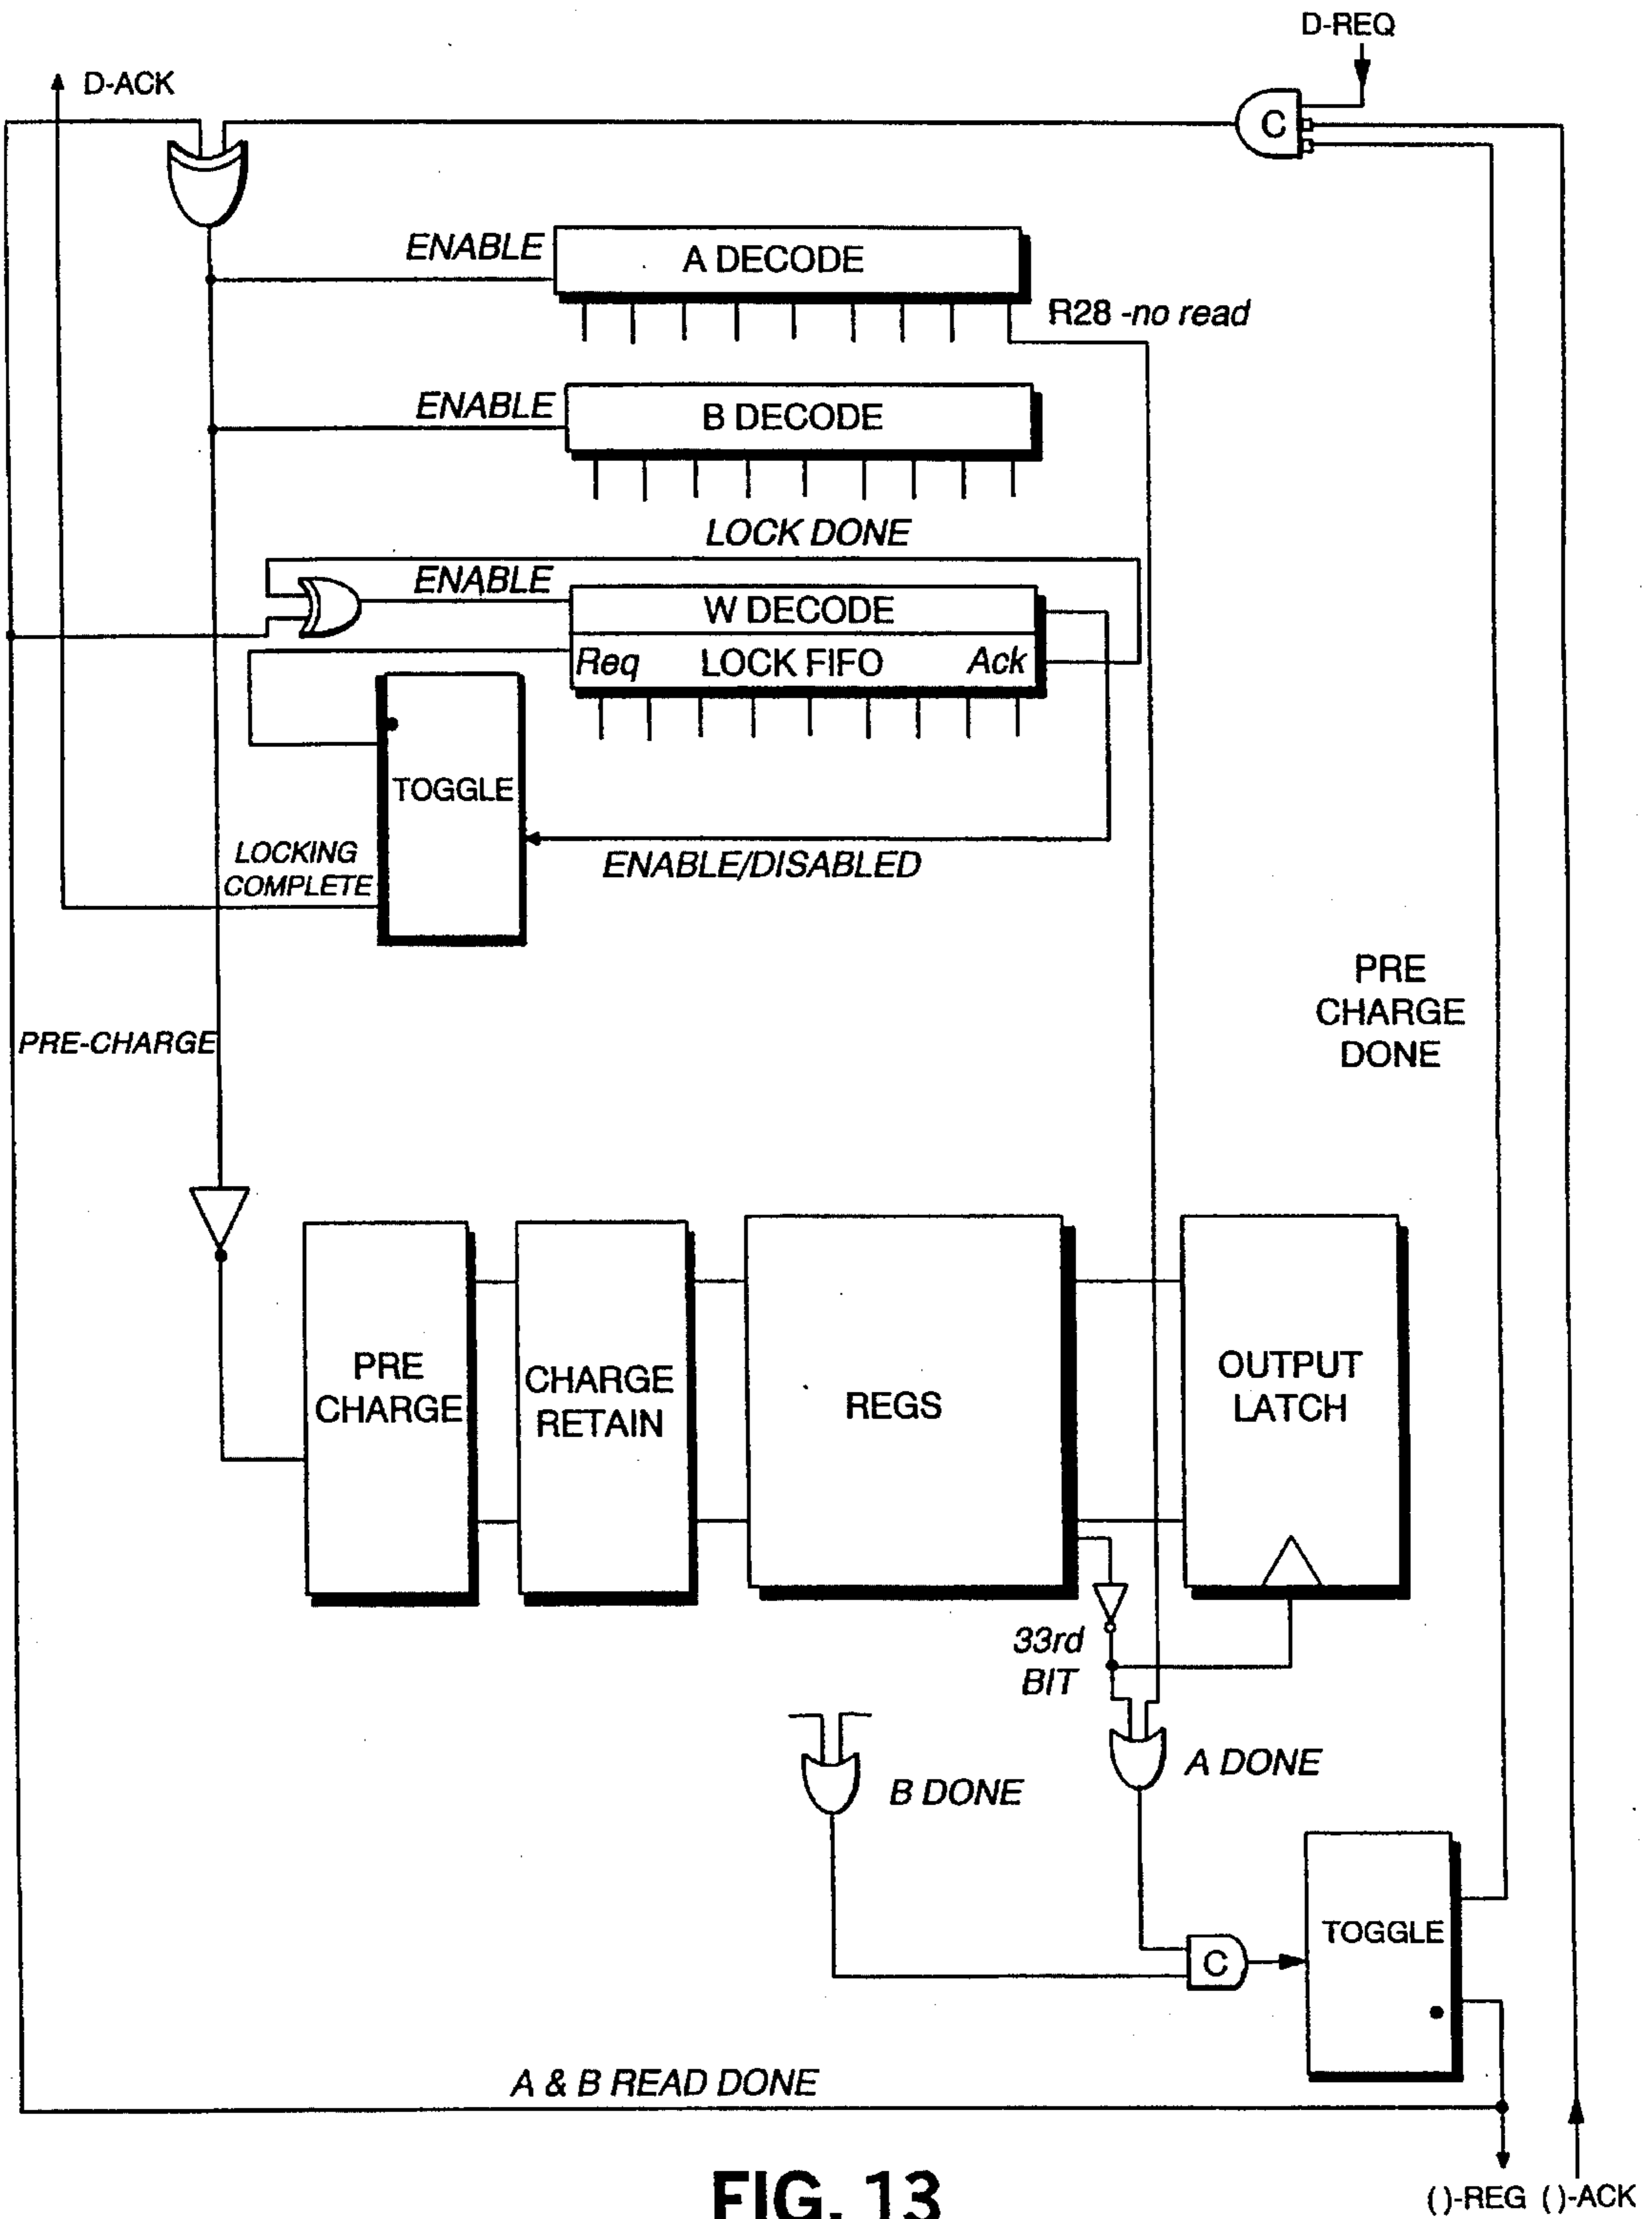 D-REQ
D-ACK
C
ENABLE
A DECODE
R28 -no read
ENABLE
B DECODE
LOCK DONE
ENABLE
W DECODE
Req LOCK FIFO Ack
TOGGLE
ENABLE/DISABLED
LOCKING
COMPLETE
PRE
CHARGE
DONE
PRE-CHARGE
PRE
CHARGE
CHARGE
RETAIN
REGS
OUTPUT
LATCH
33rd
BIT
A DONE
B DONE
TOGGLE
C
A & B READ DONE
()-REG ()-ACK
FIG. 13